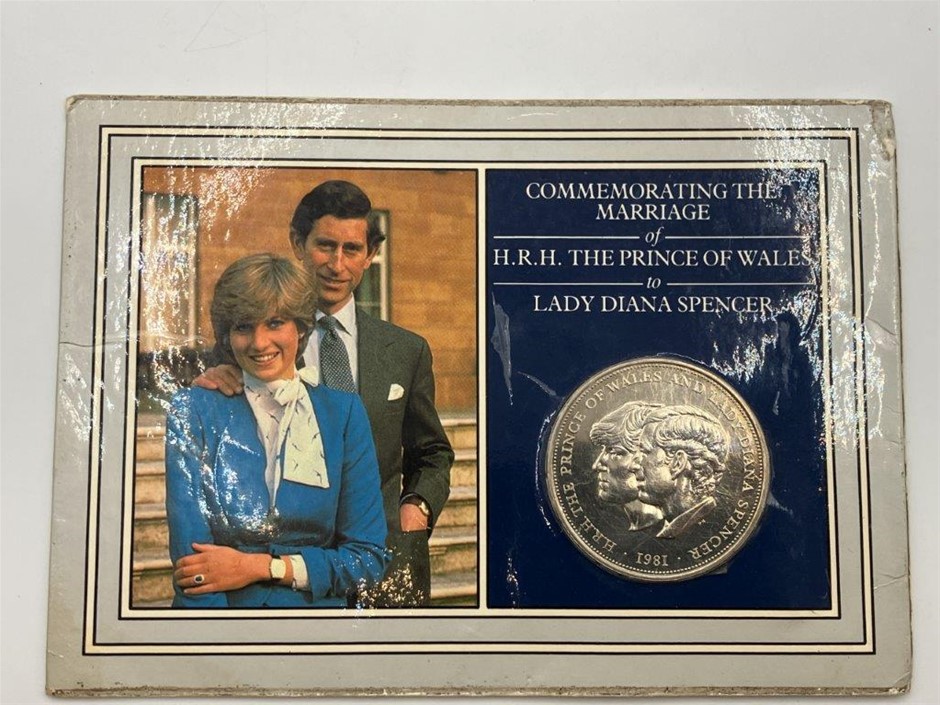 COMMEMORATING THE
MARRIAGE
of
H.R.H. THE PRINCE OF WALES
to
LADY DIANA SPENCER
H.R.H. THE PRINCE OF WALES AND LADY DIANA SPENCER
· 1981 ·